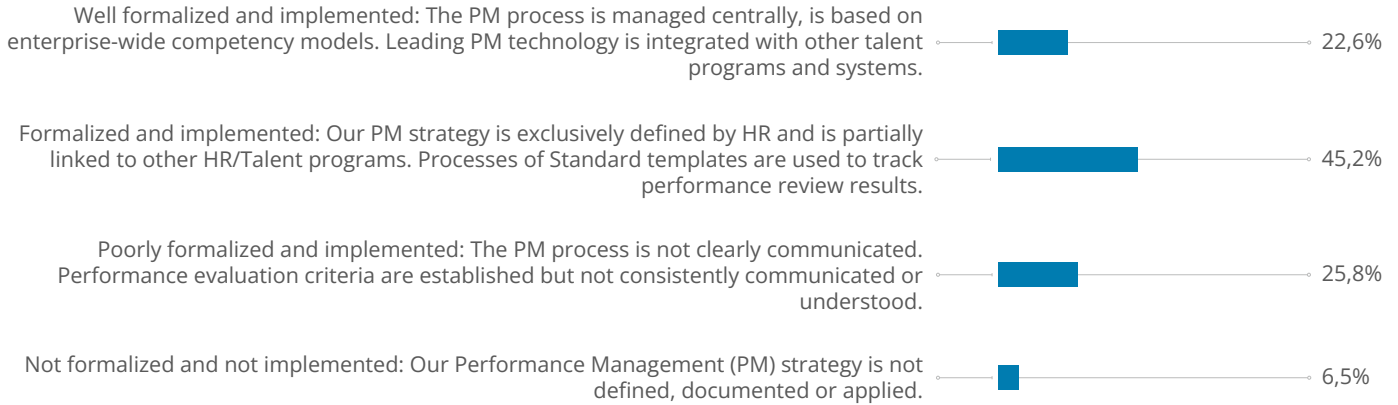 Well formalized and implemented: The PM process is managed centrally, is based on
enterprise-wide competency models. Leading PM technology is integrated with other talent
programs and systems.
22,6%
Formalized and implemented: Our PM strategy is exclusively defined by HR and is partially
linked to other HR/Talent programs. Processes of Standard templates are used to track
performance review results.
45,2%
Poorly formalized and implemented: The PM process is not clearly communicated.
Performance evaluation criteria are established but not consistently communicated or
understood.
25,8%
Not formalized and not implemented: Our Performance Management (PM) strategy is not
defined, documented or applied.
6,5%